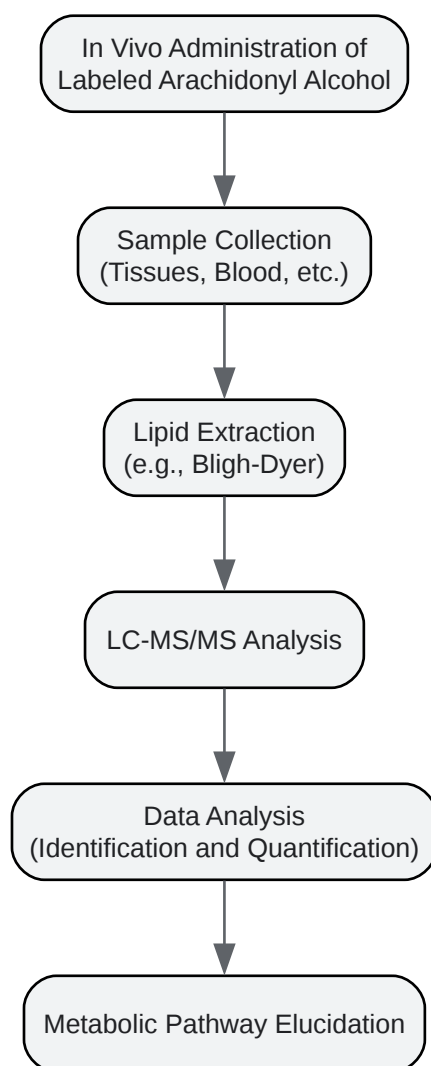 In Vivo Administration of
Labeled Arachidonyl Alcohol
Sample Collection
(Tissues, Blood, etc.)
Lipid Extraction
(e.g., Bligh-Dyer)
LC-MS/MS Analysis
Data Analysis
(Identification and Quantification)
Metabolic Pathway Elucidation